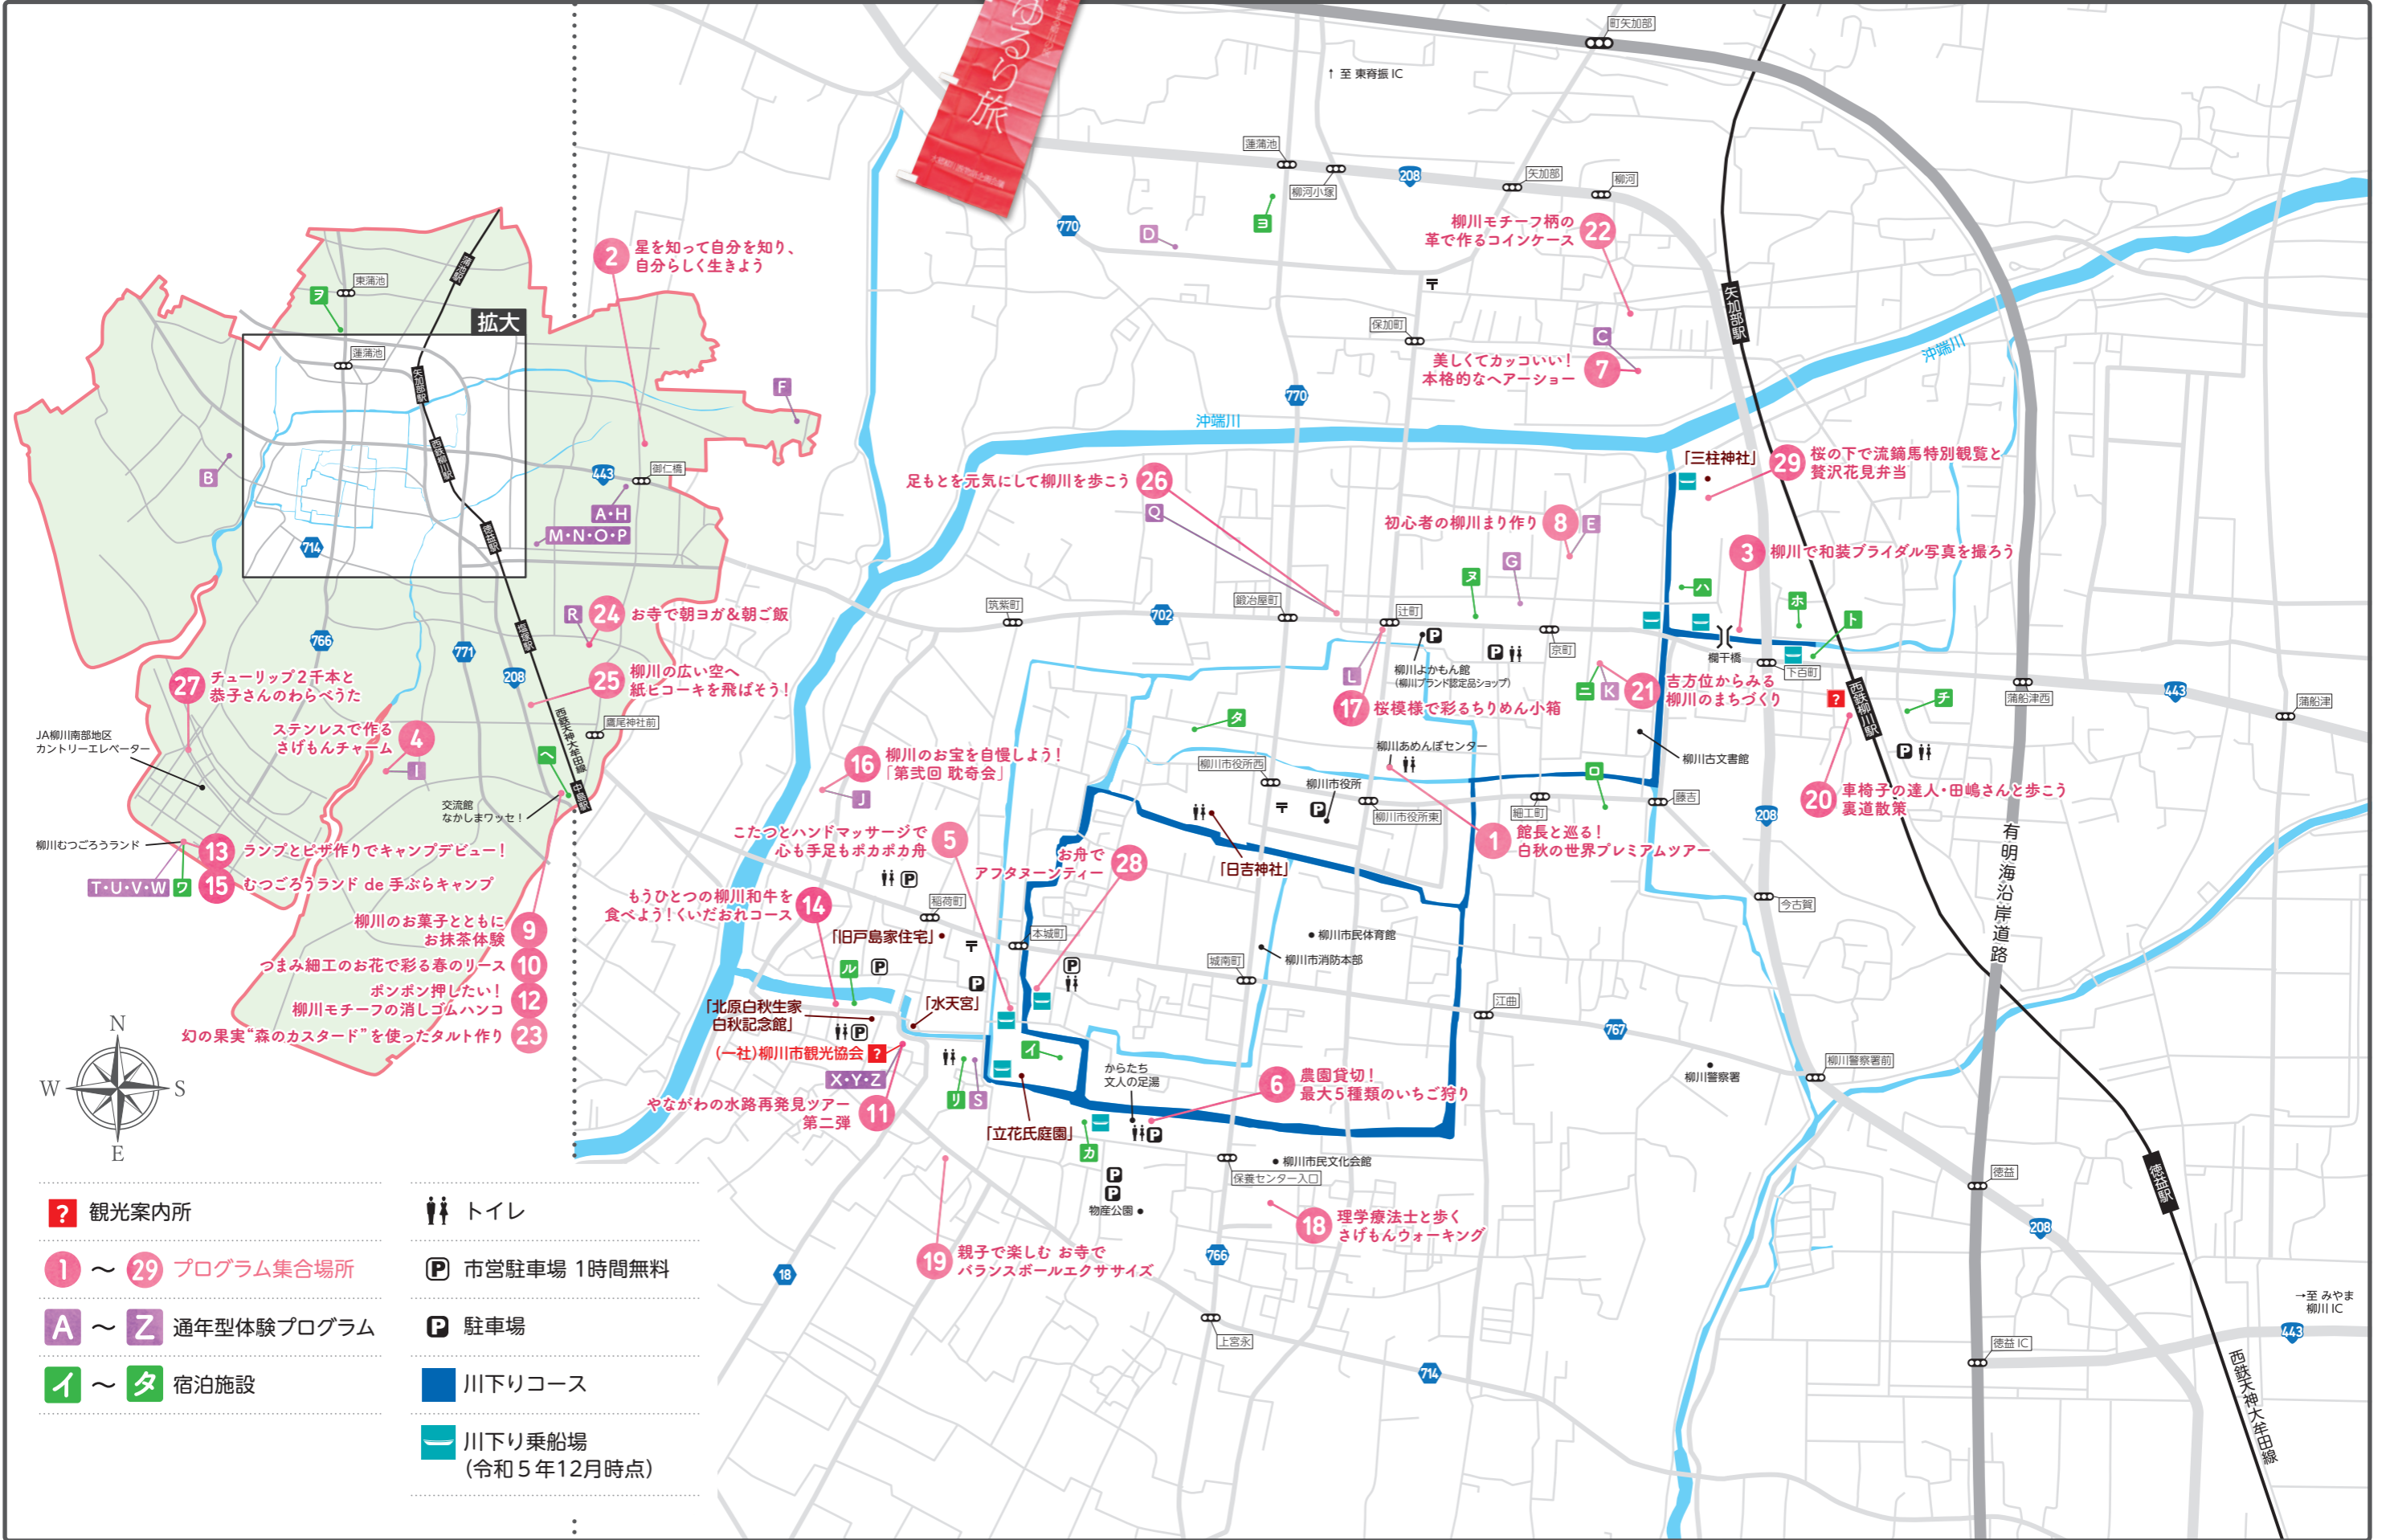 ゆるり旅
↑ 至 東脊振 IC
町矢加部
蓮蒲池
柳河小塚
208
矢加部
柳河
770
D
ヨ
柳川モチーフ柄の
革で作るコインケース
22
保加町
C
美しくてカッコいい！
本格的なヘアーショー
7
矢加部駅
770
沖端川
沖端川
2
星を知って自分を知り、
自分らしく生きよう
東蒲池
ヲ
拡大
蓮蒲池
矢加部駅
西鉄柳川駅
徳益駅
F
B
443
御仁橋
A・H
M・N・O・P
714
R
24
お寺で朝ヨガ&朝ご飯
766
771
208
25
柳川の広い空へ
紙ヒコーキを飛ばそう！
27
チューリップ２千本と
恭子さんのわらべうた
ステンレスで作る
さげもんチャーム
4
I
西鉄天神大牟田線
鷹尾神社前
JA柳川南部地区
カントリーエレベーター
ヘ
中島駅
交流館
なかしまワッセ！
柳川むつごろうランド
13
ランプとピザ作りでキャンプデビュー！
T・U・V・W
ワ
15
むつごろうランド de 手ぶらキャンプ
柳川のお菓子とともに
お抹茶体験
9
つまみ細工のお花で彩る春のリース
10
ポンポン押したい！
柳川モチーフの消しゴムハンコ
12
幻の果実“森のカスタード”を使ったタルト作り
23
N
W
S
E
足もとを元気にして柳川を歩こう
26
Q
「三柱神社」
29
桜の下で流鏑馬特別観覧と
贅沢花見弁当
初心者の柳川まり作り
8
E
3
柳川で和装ブライダル写真を撮ろう
G
ヌ
ハ
ホ
ト
筑紫町
702
鍛冶屋町
辻町
P
柳川よかもん館
(柳川ブランド認定品ショップ)
P
京町
欄干橋
下百町
L
17
桜模様で彩るちりめん小箱
ニ
K
21
吉方位からみる
柳川のまちづくり
?
西鉄柳川駅
チ
蒲船津西
443
蒲船津
タ
柳川あめんぼセンター
柳川古文書館
P
16
柳川のお宝を自慢しよう！
「第弐回 耽奇会」
J
柳川市役所西
柳川市役所
P
柳川市役所東
ロ
細工町
藤吉
208
20
車椅子の達人・田嶋さんと歩こう
裏道散策
こたつとハンドマッサージで
心も手足もポカポカ舟
5
お舟で
アフタヌーンティー
28
「日吉神社」
1
館長と巡る！
白秋の世界プレミアムツアー
有明海沿岸道路
もうひとつの柳川和牛を
食べよう！くいだおれコース
14
P
稲荷町
「旧戸島家住宅」
本城町
柳川市民体育館
柳川市消防本部
今古賀
ル
P
P
P
城南町
江曲
「北原白秋生家
白秋記念館」
「水天宮」
P
767
(一社)柳川市観光協会
?
X・Y・Z
イ
柳川警察署
柳川警察署前
やながわの水路再発見ツアー
第二弾
11
リ
S
「立花氏庭園」
からたち
文人の足湯
6
農園貸切！
最大５種類のいちご狩り
P
カ
P
P
物産公園
保養センター入口
柳川市民文化会館
徳益
徳益駅
18
理学療法士と歩く
さげもんウォーキング
19
親子で楽しむ お寺で
バランスボールエクササイズ
18
766
208
上宮永
714
徳益 IC
→至 みやま
柳川 IC
443
西鉄天神大牟田線
? 観光案内所
1 ～ 29 プログラム集合場所
A ～ Z 通年型体験プログラム
イ ～ タ 宿泊施設
トイレ
P 市営駐車場 1時間無料
P 駐車場
川下りコース
川下り乗船場
(令和５年12月時点)